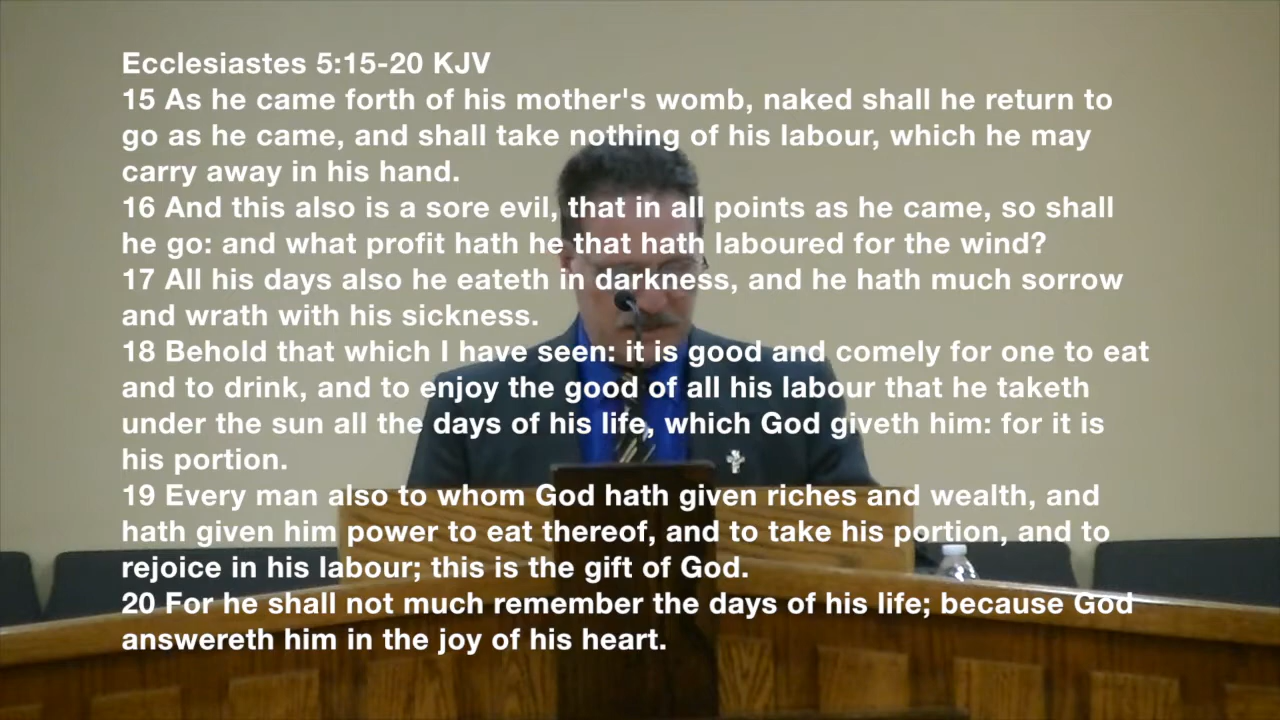 Ecclesiastes 5:15-20 KJV
15 As he came forth of his mother's womb, naked shall he return to
go as he came, and shall take nothing of his labour, which he may
carry away in his hand.
16 And this also is a sore evil, that in all points as he came, so shall
he go: and what profit hath he that hath laboured for the wind?
17 All his days also he eateth in darkness, and he hath much sorrow
and wrath with his sickness.
18 Behold that which I have seen: it is good and comely for one to eat
and to drink, and to enjoy the good of all his labour that he taketh
under the sun all the days of his life, which God giveth him: for it is
his portion.
19 Every man also to whom God hath given riches and wealth, and
hath given him power to eat thereof, and to take his portion, and to
rejoice in his labour; this is the gift of God.
20 For he shall not much remember the days of his life; because God
answereth him in the joy of his heart.